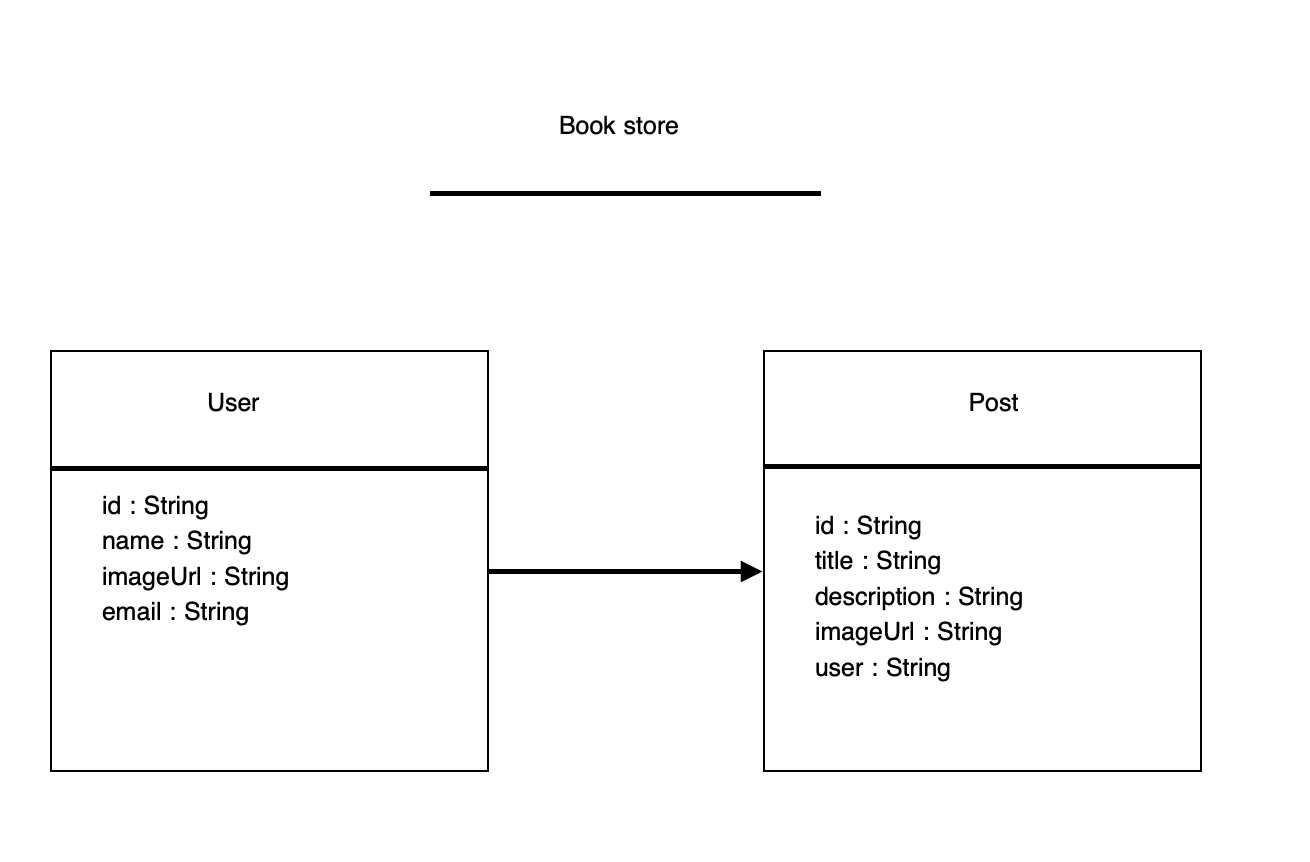 Book store
User
id : String
name : String
imageUrl : String
email : String
Post
id : String
title : String
description : String
imageUrl : String
user : String